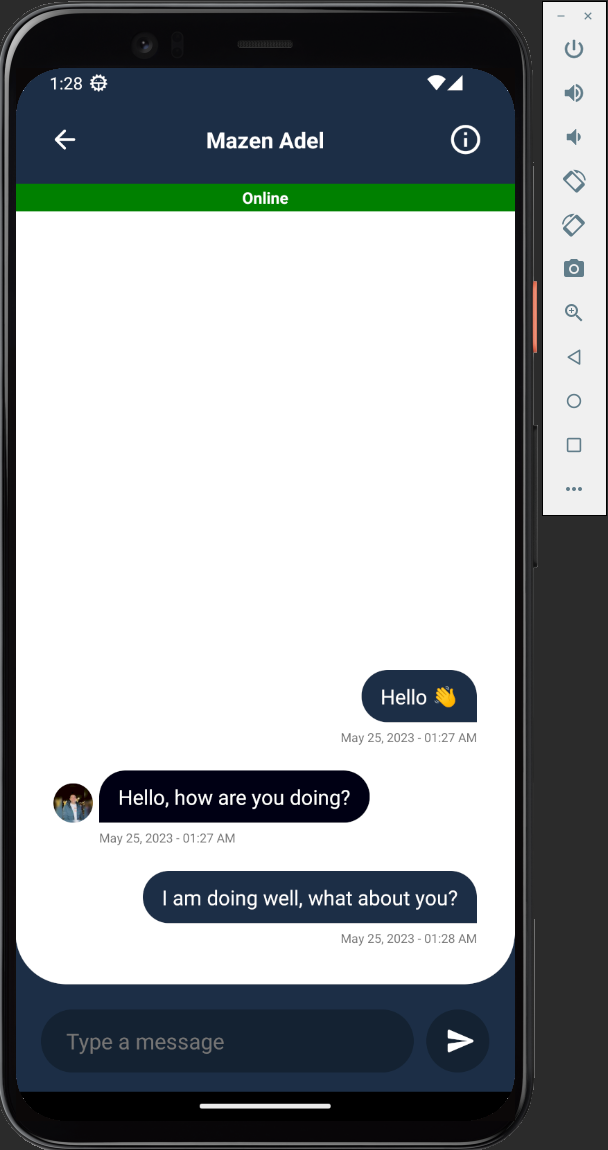 1:28
Mazen Adel
Online
Hello 👋
May 25, 2023 - 01:27 AM
Hello, how are you doing?
May 25, 2023 - 01:27 AM
I am doing well, what about you?
May 25, 2023 - 01:28 AM
Type a message